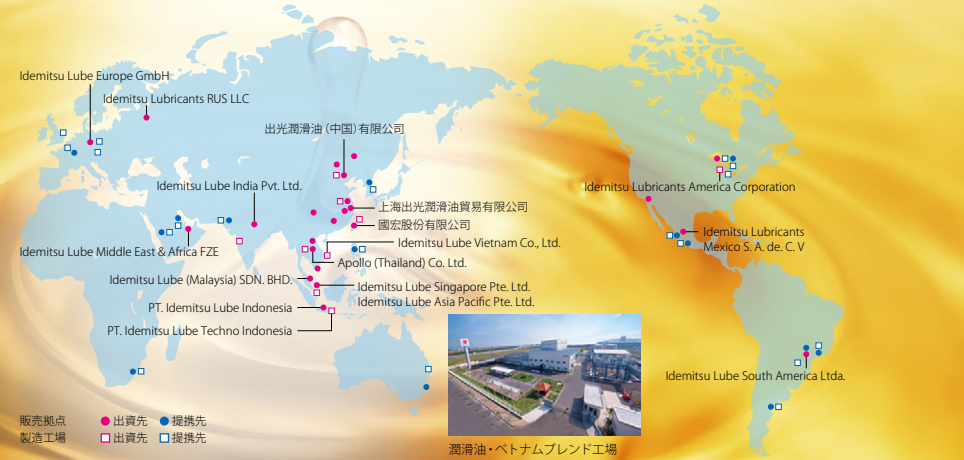 Idemitsu Lube Europe GmbH
Idemitsu Lubricants RUS LLC
出光潤滑油（中国）有限公司
Idemitsu Lube India Pvt. Ltd.
上海出光潤滑油貿易有限公司
國宏股份有限公司
Idemitsu Lube Vietnam Co., Ltd.
Idemitsu Lube Middle East & Africa FZE
Apollo (Thailand) Co. Ltd.
Idemitsu Lube (Malaysia) SDN. BHD.
Idemitsu Lube Singapore Pte. Ltd.
Idemitsu Lube Asia Pacific Pte. Ltd.
PT. Idemitsu Lube Indonesia
PT. Idemitsu Lube Techno Indonesia
Idemitsu Lubricants America Corporation
Idemitsu Lubricants
Mexico S. A. de. C. V
Idemitsu Lube South America Ltda.
販売拠点 出資先 提携先
製造工場 出資先 提携先
潤滑油・ベトナムブレンド工場